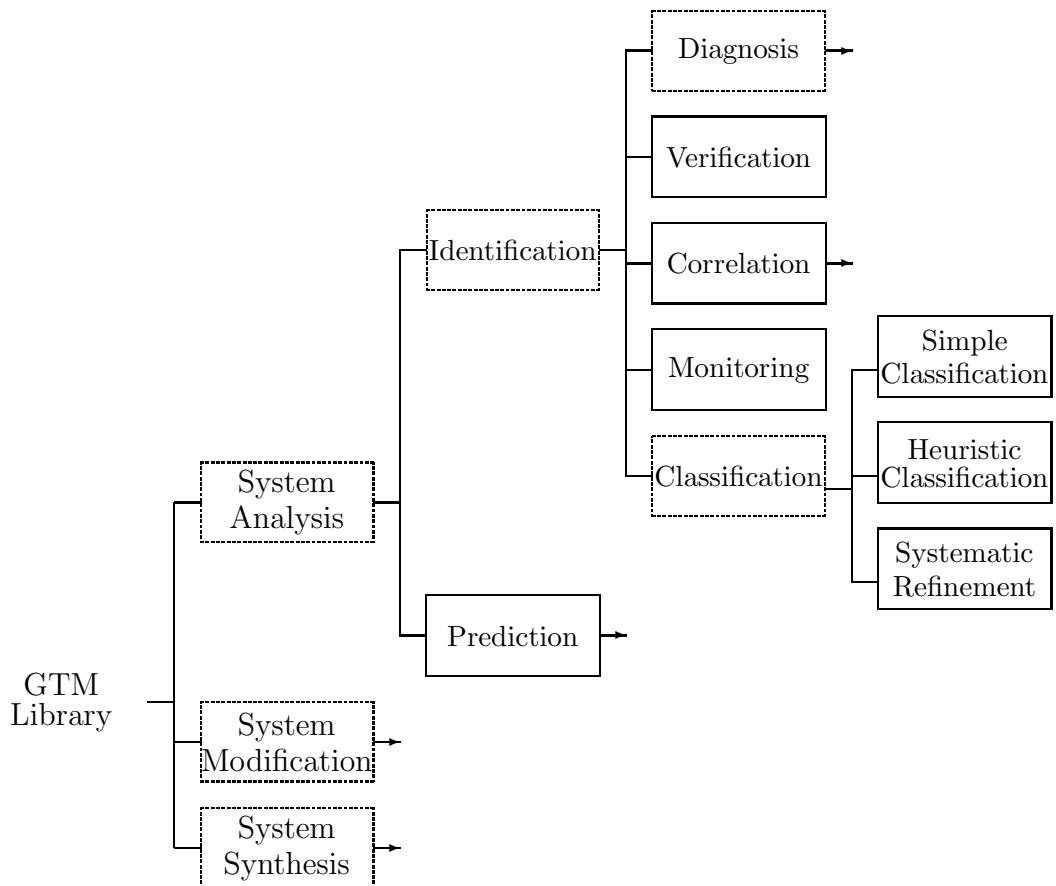 GTM
Library
System
Analysis
System
Modification
System
Synthesis
Identification
Prediction
Diagnosis
Verification
Correlation
Monitoring
Classification
Simple
Classification
Heuristic
Classification
Systematic
Refinement